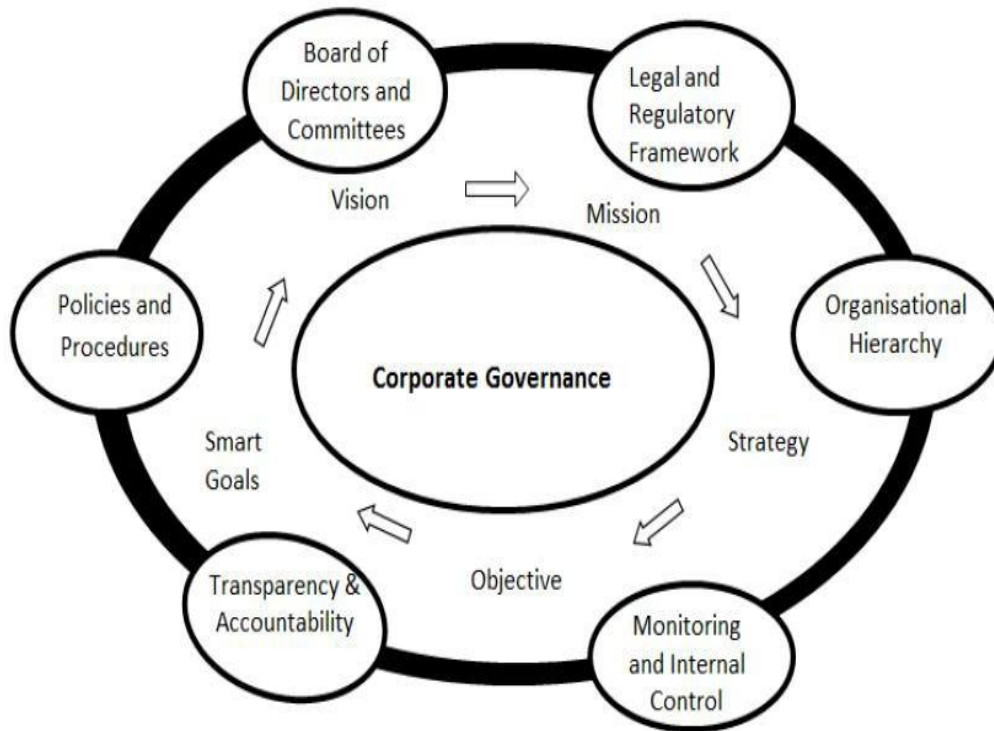 Board of
Directors and
Committees
Legal and
Regulatory
Framework
Vision
Mission
Policies and
Procedures
Organisational
Hierarchy
Corporate Governance
Smart
Goals
Strategy
Objective
Transparency &
Accountability
Monitoring
and Internal
Control